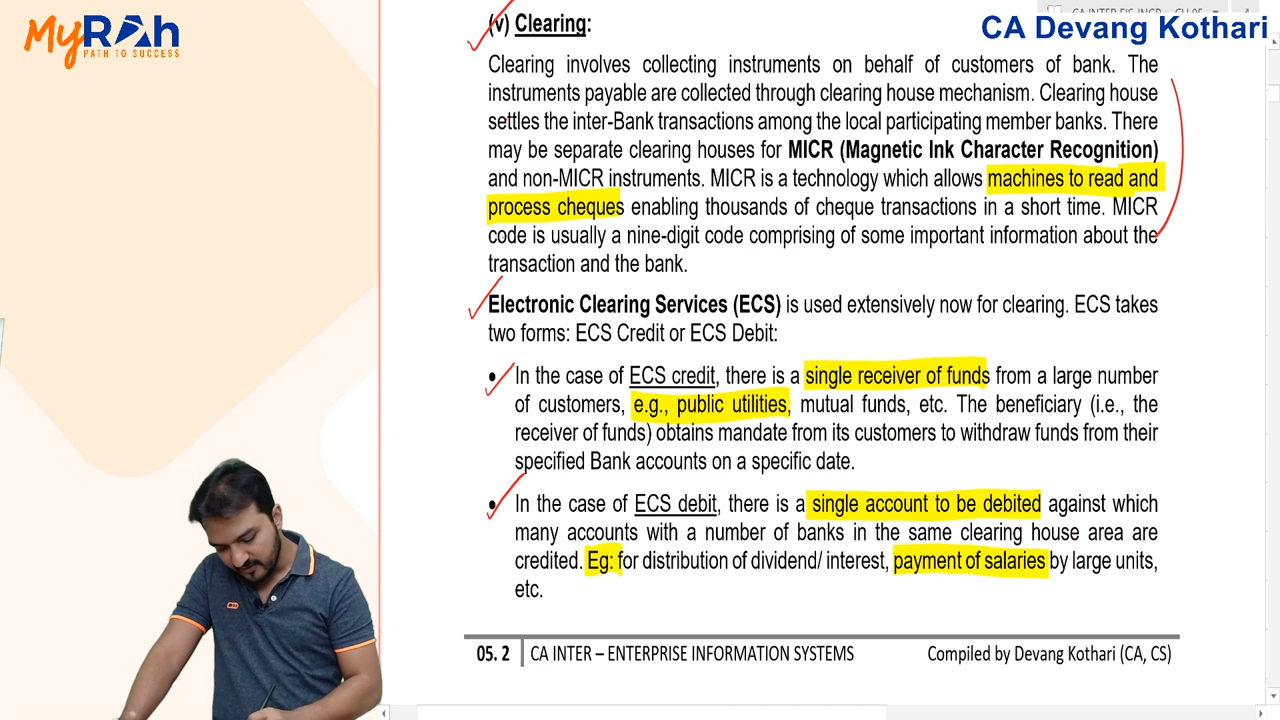 MyRAh
PATH TO SUCCESS
CA Devang Kothari
(v) Clearing:
Clearing involves collecting instruments on behalf of customers of bank. The
instruments payable are collected through clearing house mechanism. Clearing house
settles the inter-Bank transactions among the local participating member banks. There
may be separate clearing houses for MICR (Magnetic Ink Character Recognition)
and non-MICR instruments. MICR is a technology which allows machines to read and
process cheques enabling thousands of cheque transactions in a short time. MICR
code is usually a nine-digit code comprising of some important information about the
transaction and the bank.
Electronic Clearing Services (ECS) is used extensively now for clearing. ECS takes
two forms: ECS Credit or ECS Debit:
• In the case of ECS credit, there is a single receiver of funds from a large number
of customers, e.g., public utilities, mutual funds, etc. The beneficiary (i.e., the
receiver of funds) obtains mandate from its customers to withdraw funds from their
specified Bank accounts on a specific date.
• In the case of ECS debit, there is a single account to be debited against which
many accounts with a number of banks in the same clearing house area are
credited. Eg: for distribution of dividend/ interest, payment of salaries by large units,
etc.
05. 2 CA INTER – ENTERPRISE INFORMATION SYSTEMS Compiled by Devang Kothari (CA, CS)